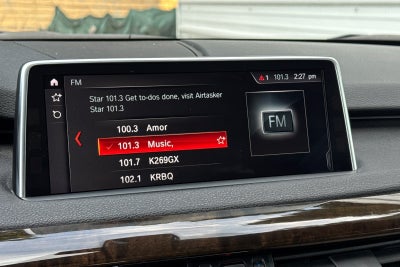 FM
1 101.3 2:27 pm
Star 101.3 Get to-dos done, visit Airtasker
Star 101.3
100.3 Amor
101.3 Music,
101.7 K269GX
102.1 KRBQ
FM